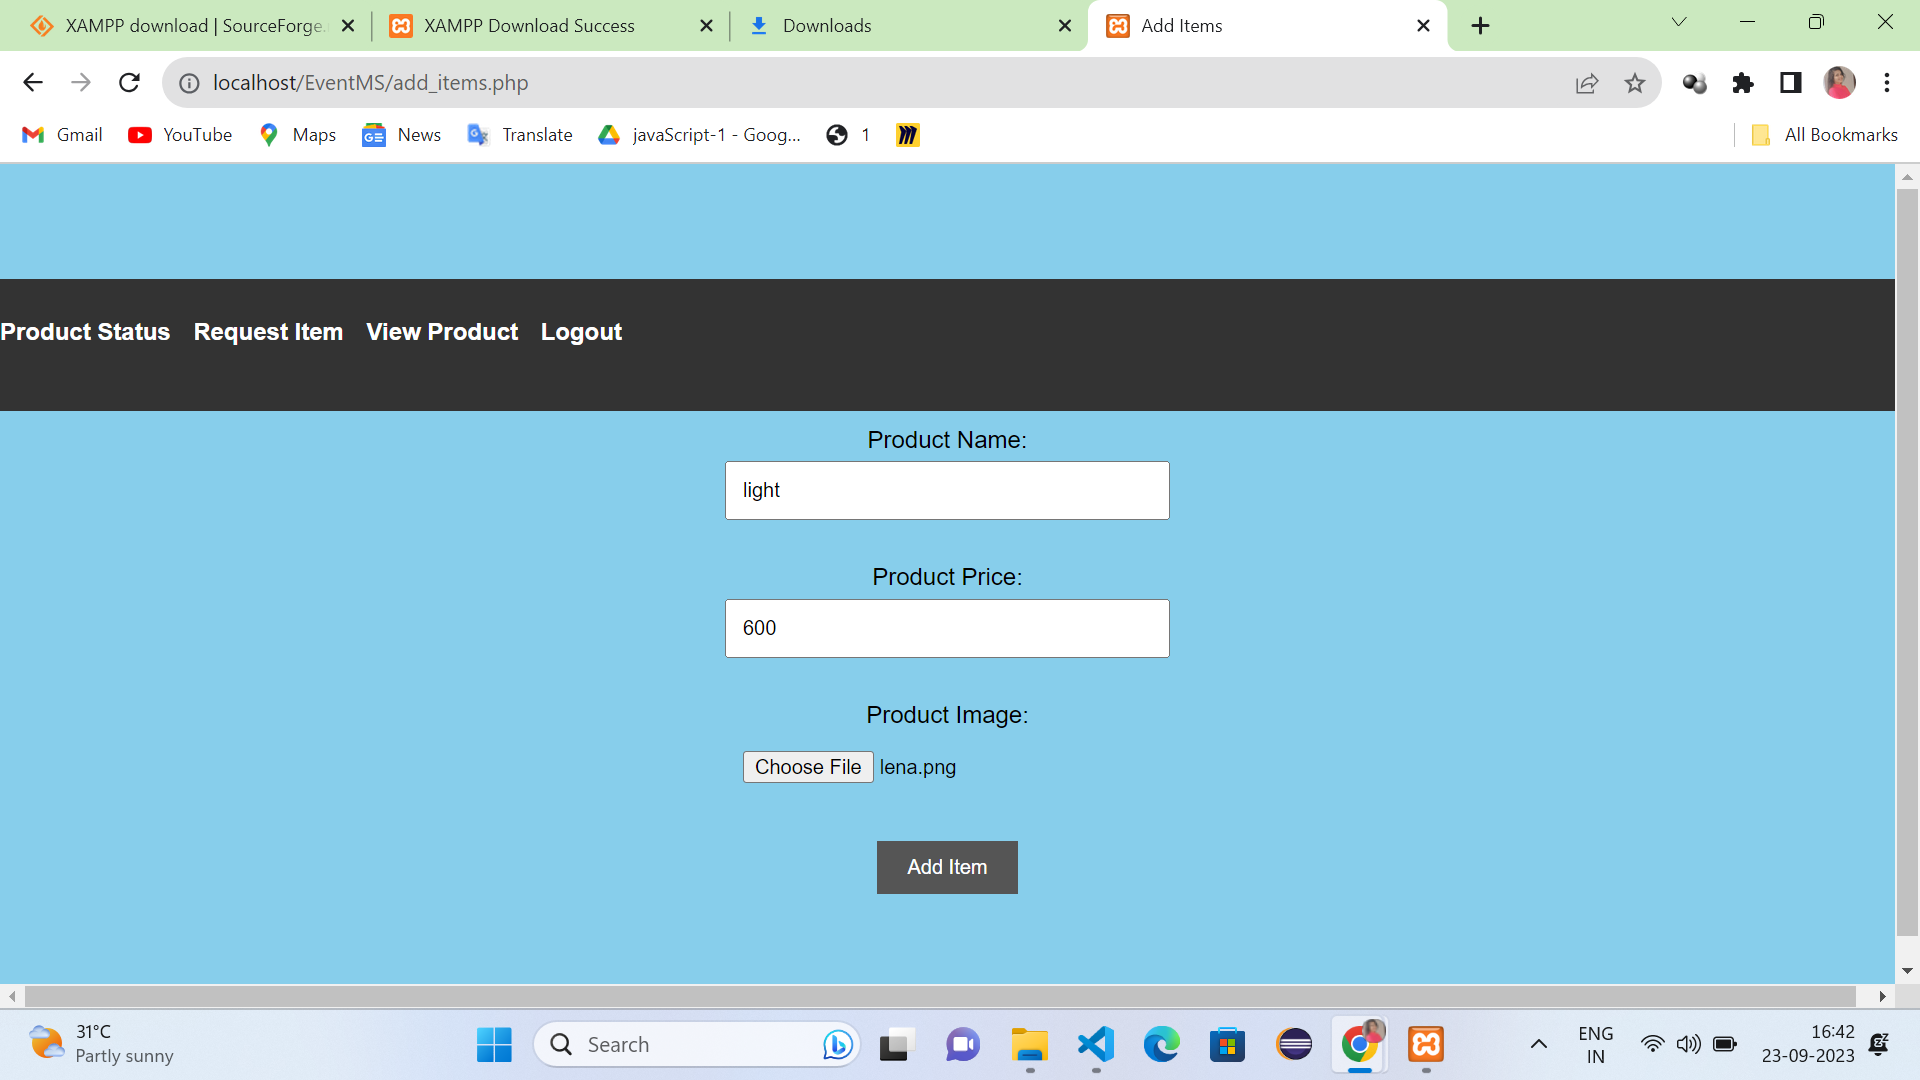 XAMPP download | SourceForge.
XAMPP Download Success
Downloads
Add Items
localhost/EventMS/add_items.php
Gmail
YouTube
Maps
News
Translate
javaScript-1 - Goog...
1
All Bookmarks
Product Status Request Item View Product Logout
Product Name:
light
Product Price:
600
Product Image:
Choose File lena.png
Add Item
31°C
Partly sunny
Search
ENG
IN
16:42
23-09-2023